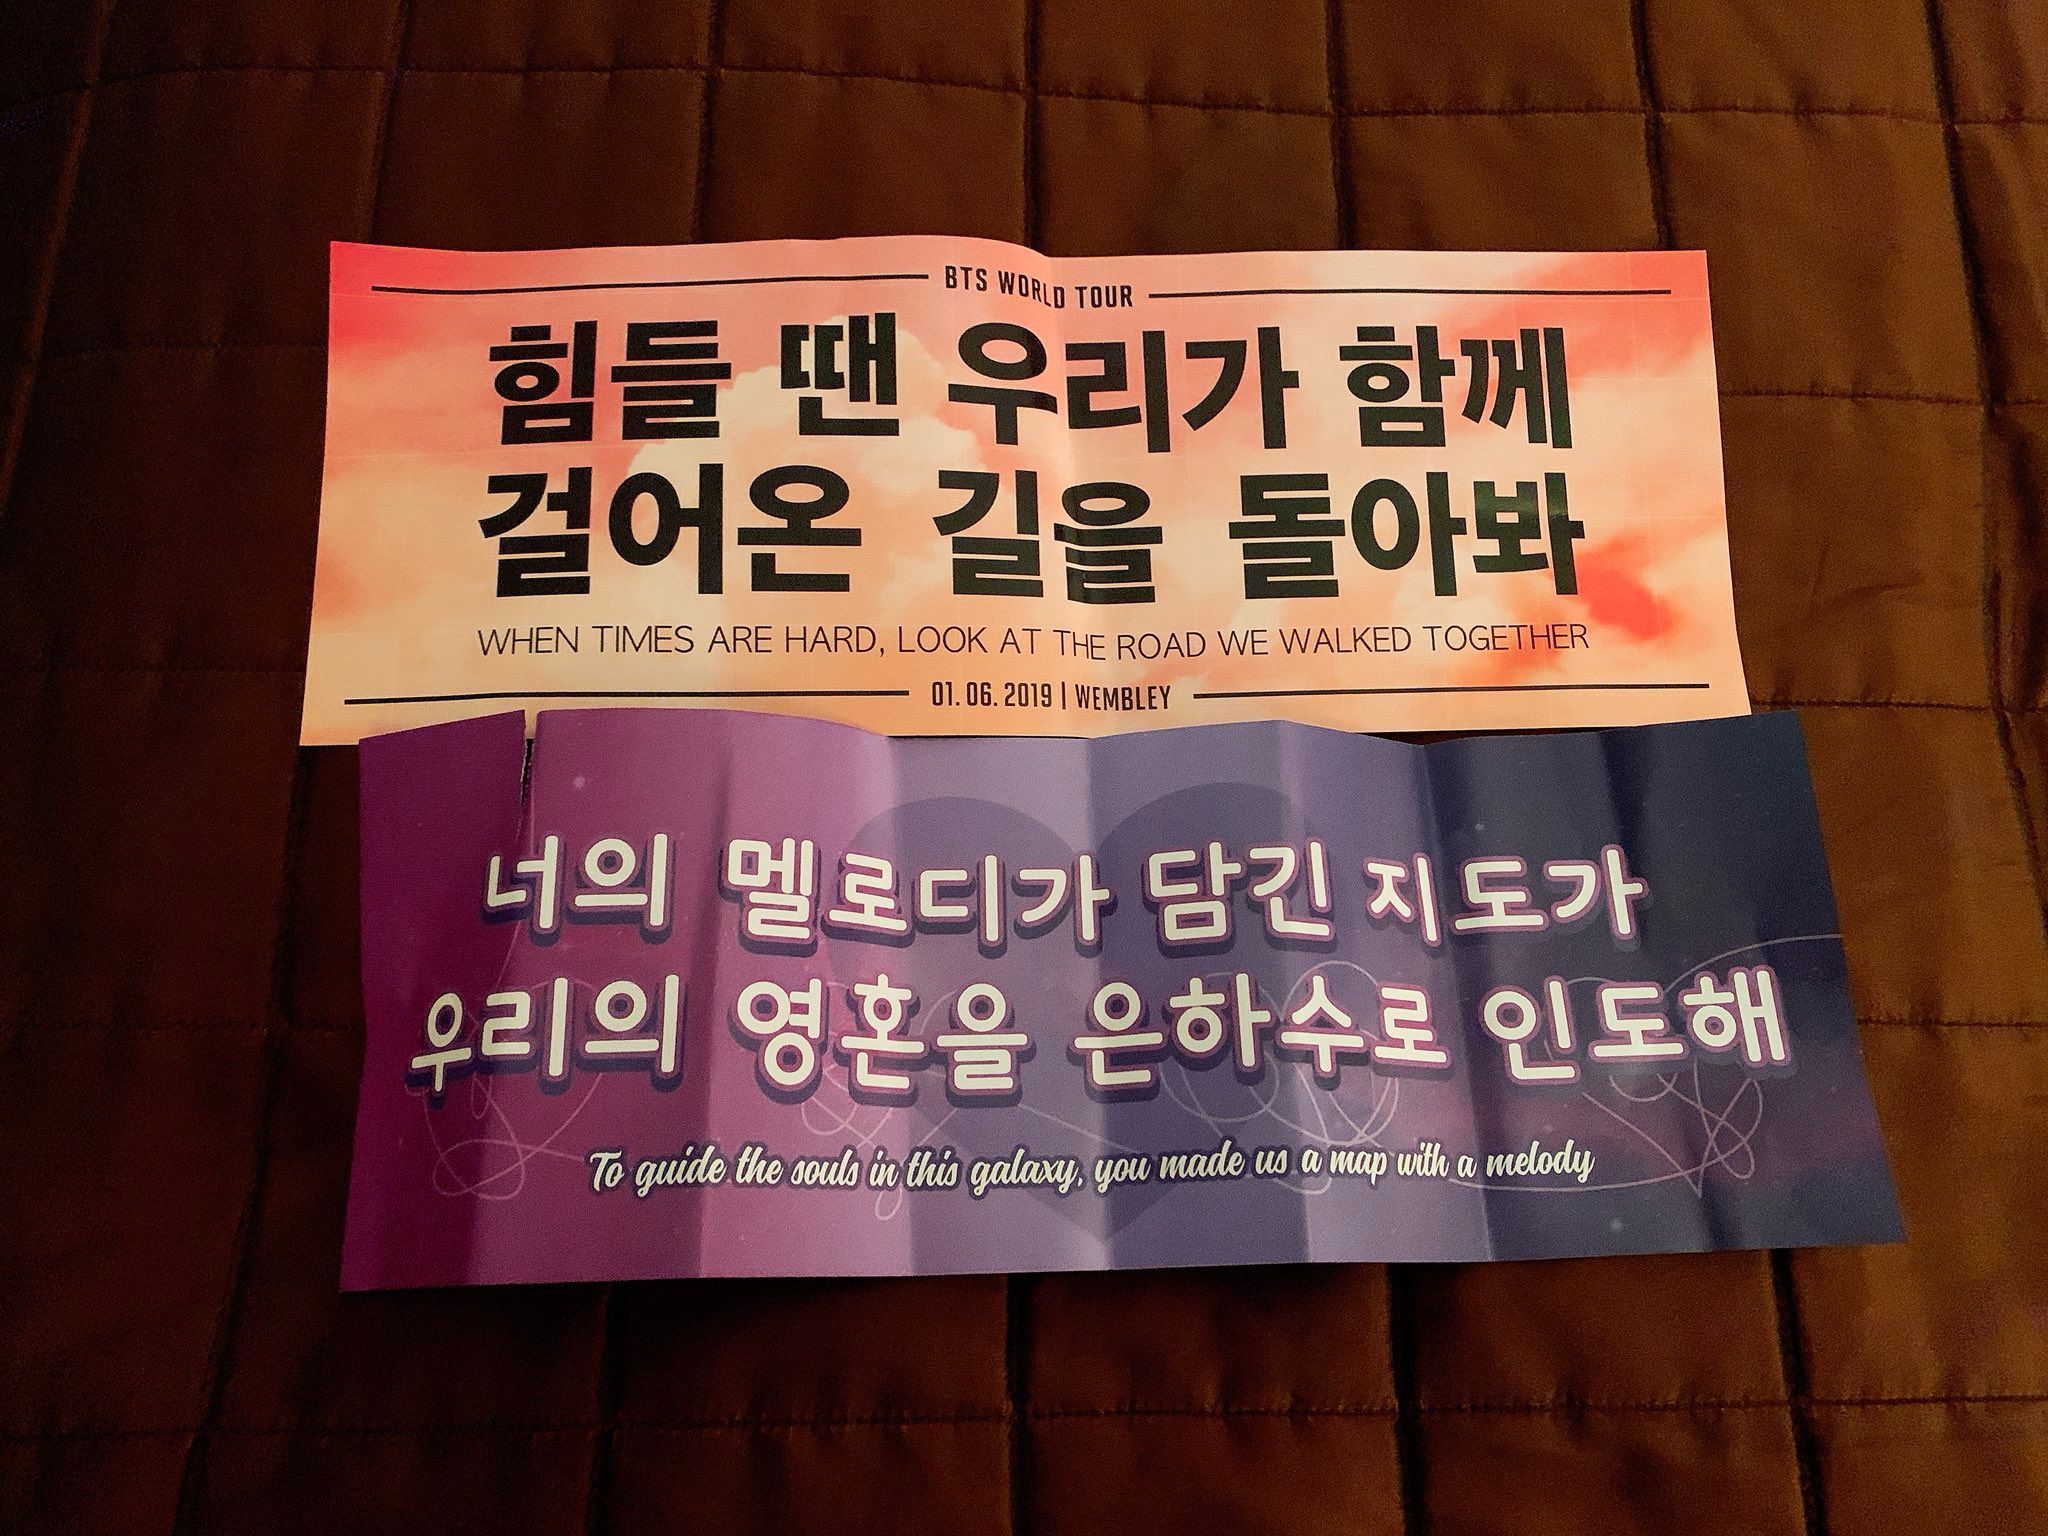 BTS WORLD TOUR
힘들 땐 우리가 함께
걸어온 길을 돌아봐
WHEN TIMES ARE HARD, LOOK AT THE ROAD WE WALKED TOGETHER
01.06.2019 | WEMBLEY
너의 멜로디가 담긴 지도가
우리의 영혼을 은하수로 인도해
To guide the souls in this galaxy, you made us a map with a melody